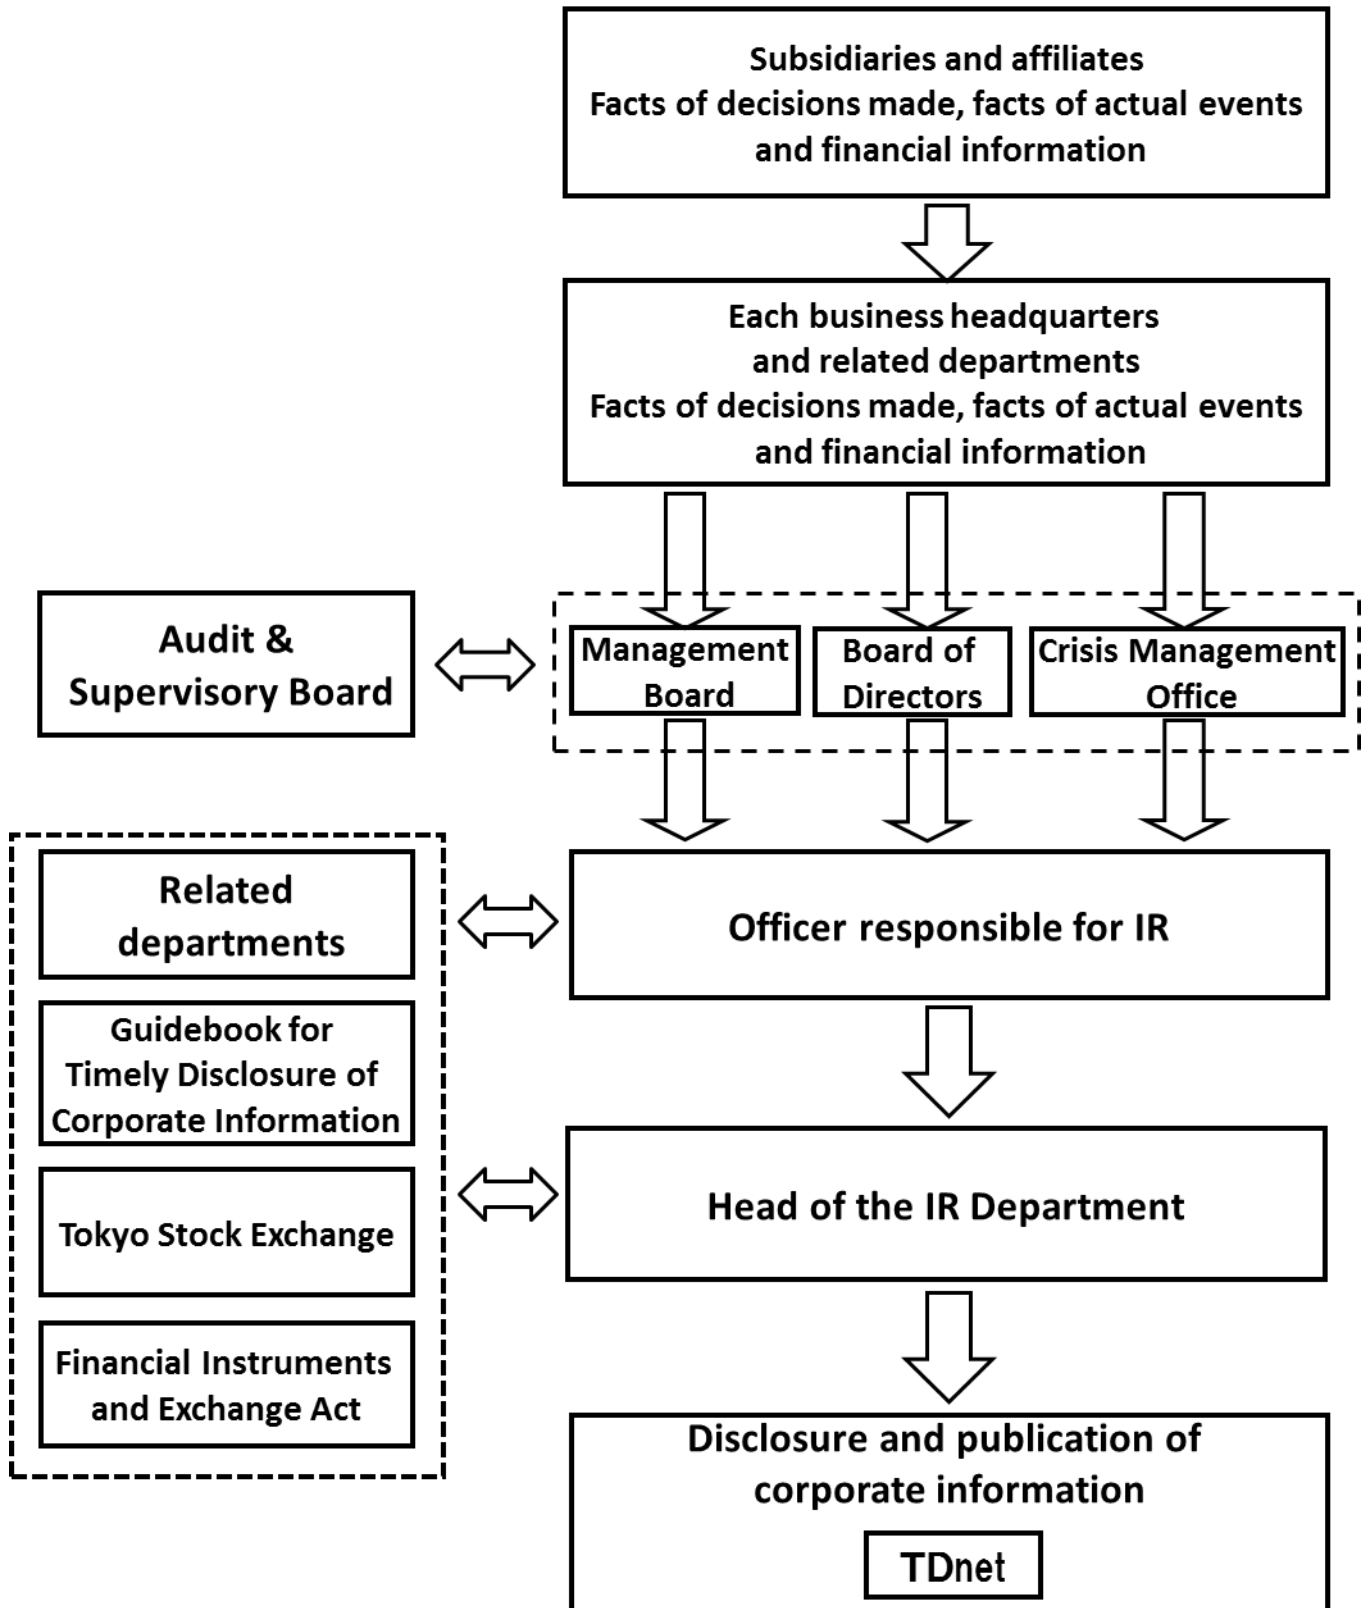 Subsidiaries and affiliates
Facts of decisions made, facts of actual events
and financial information
Each business headquarters
and related departments
Facts of decisions made, facts of actual events
and financial information
Audit &
Supervisory Board
Management
Board
Board of
Directors
Crisis Management
Office
Related
departments
Officer responsible for IR
Guidebook for
Timely Disclosure of
Corporate Information
Tokyo Stock Exchange
Head of the IR Department
Financial Instruments
and Exchange Act
Disclosure and publication of
corporate information
TDnet